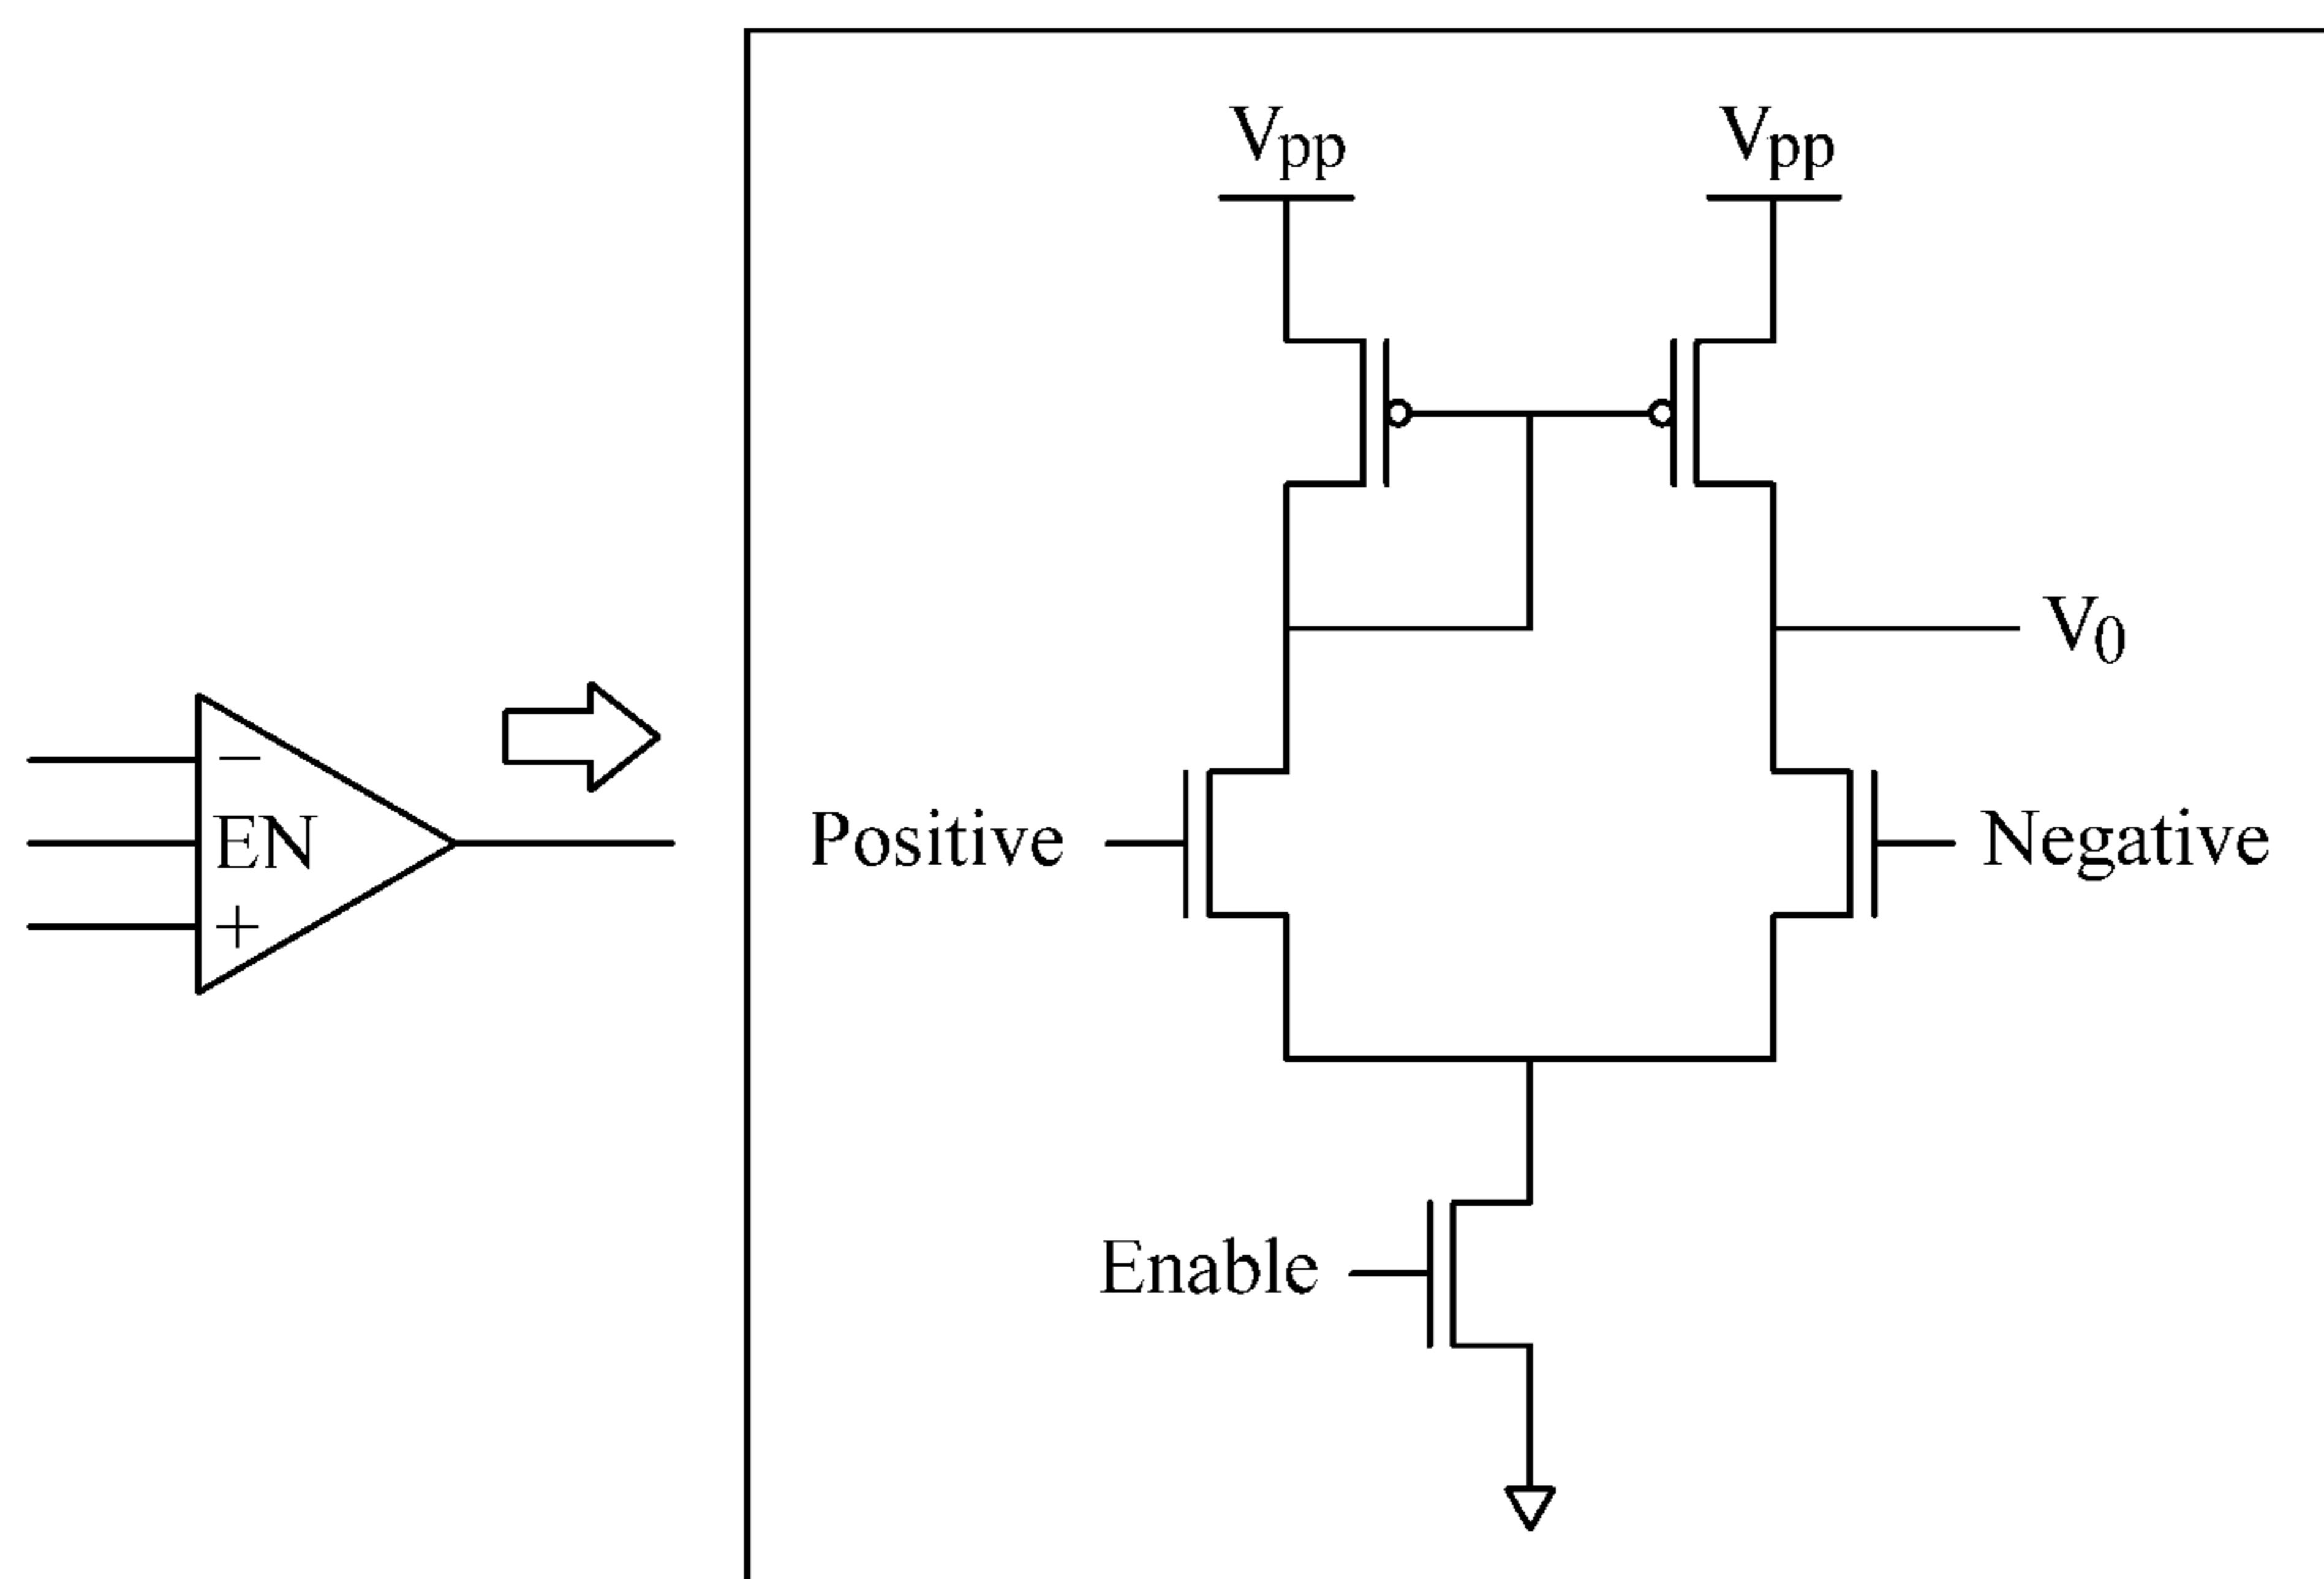 Vpp Vpp
V0
−
EN
+
Positive Negative
Enable